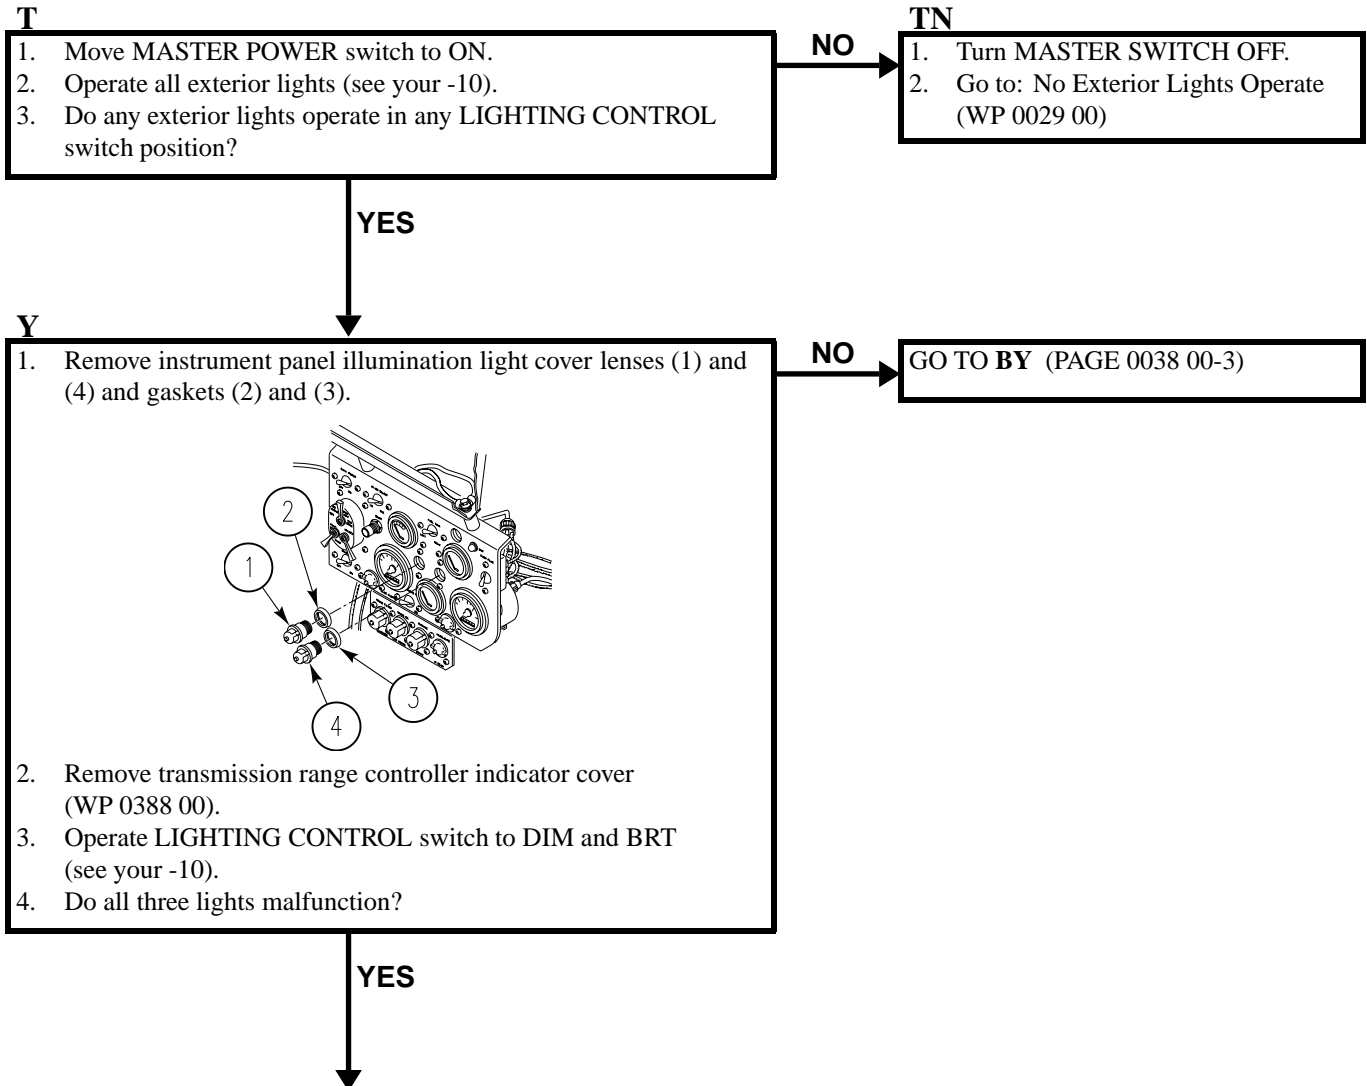 T
1. Move MASTER POWER switch to ON.
2. Operate all exterior lights (see your -10).
3. Do any exterior lights operate in any LIGHTING CONTROL
switch position?
NO
TN
1. Turn MASTER SWITCH OFF.
2. Go to: No Exterior Lights Operate
(WP 0029 00)
YES
Y
1. Remove instrument panel illumination light cover lenses (1) and
(4) and gaskets (2) and (3).
NO
GO TO BY (PAGE 0038 00-3)
2
1
3
4
2. Remove transmission range controller indicator cover
(WP 0388 00).
3. Operate LIGHTING CONTROL switch to DIM and BRT
(see your -10).
4. Do all three lights malfunction?
YES